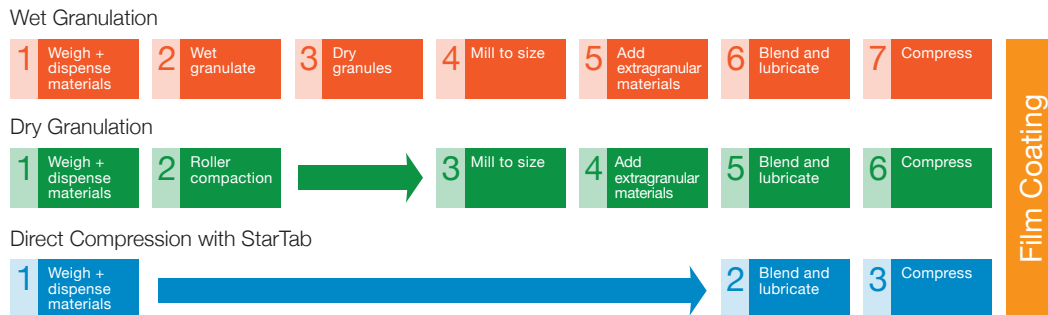 Wet Granulation
1 Weigh +
dispense
materials
2 Wet
granulate
3 Dry
granules
4 Mill to size
5 Add
extragranular
materials
6 Blend and
lubricate
7 Compress
Dry Granulation
1 Weigh +
dispense
materials
2 Roller
compaction
3 Mill to size
4 Add
extragranular
materials
5 Blend and
lubricate
6 Compress
Direct Compression with StarTab
1 Weigh +
dispense
materials
2 Blend and
lubricate
3 Compress
Film Coating